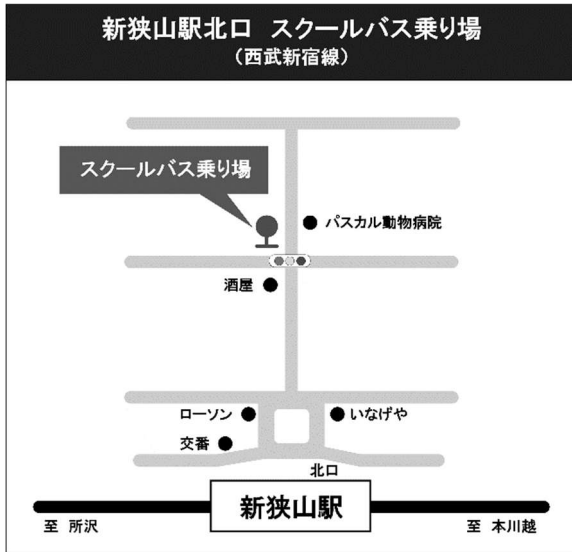 新狭山駅北口 スクールバス乗り場
（西武新宿線）
スクールバス乗り場
パスカル動物病院
酒屋
ローソン
いなげや
交番
北口
新狭山駅
至 所沢
至 本川越